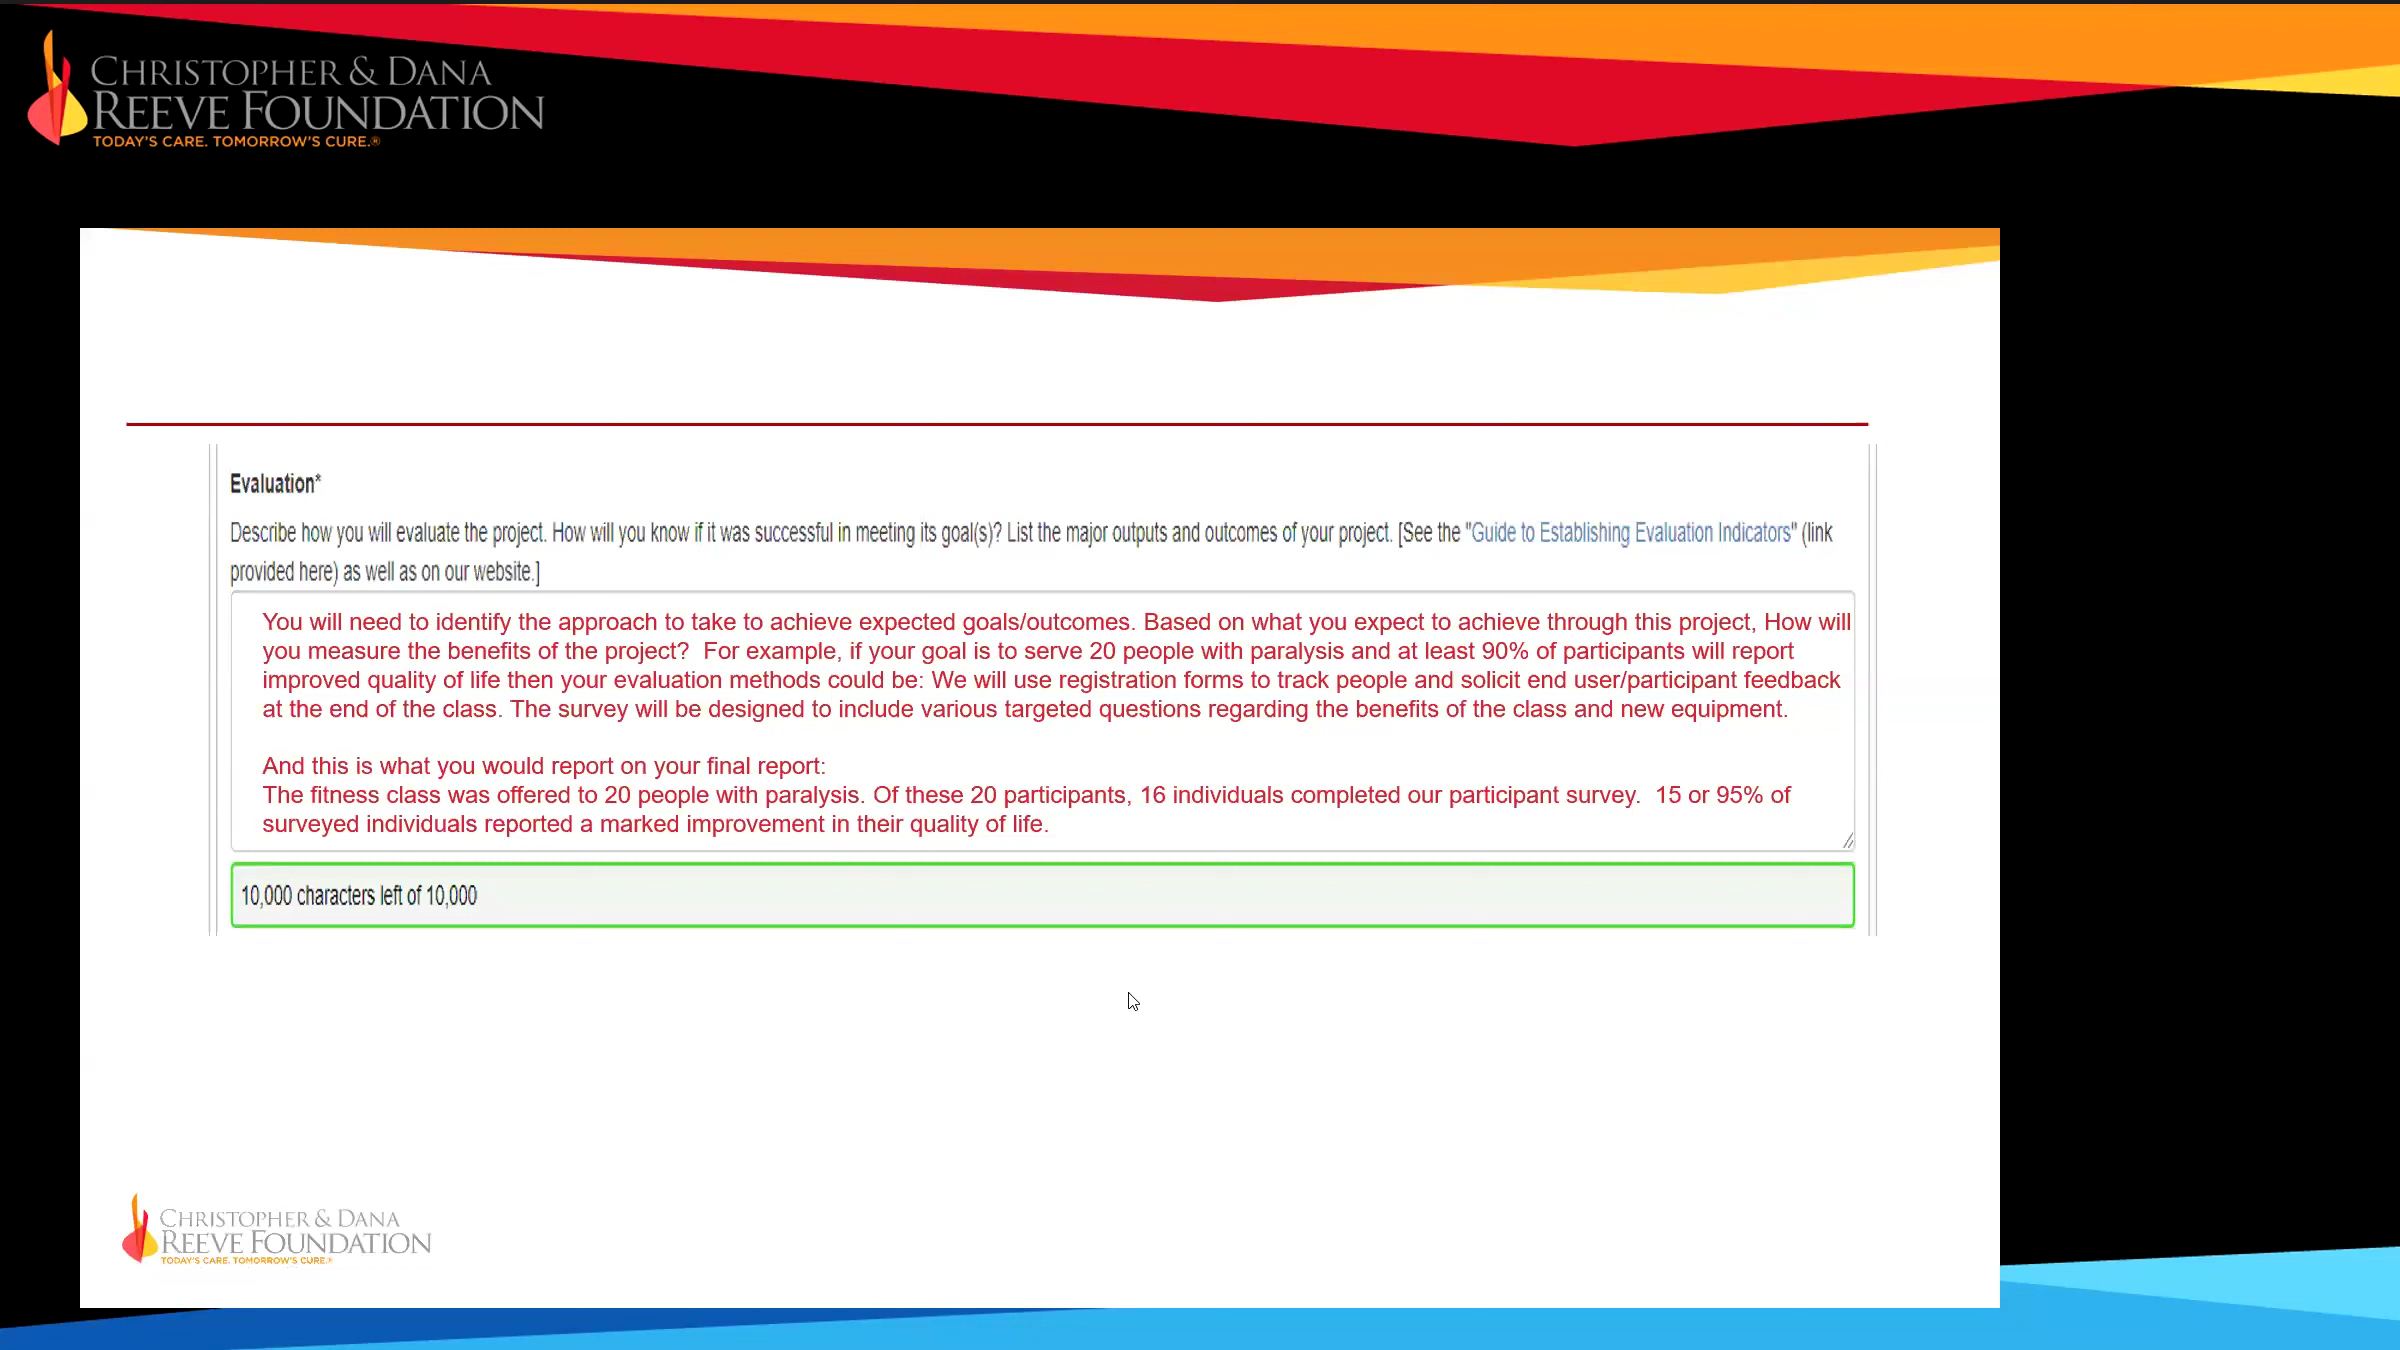 CHRISTOPHER & DANA
REEVE FOUNDATION
TODAY'S CARE. TOMORROW'S CURE.®
Evaluation*
Describe how you will evaluate the project. How will you know if it was successful in meeting its goal(s)? List the major outputs and outcomes of your project. [See the "Guide to Establishing Evaluation Indicators" (link
provided here) as well as on our website.]
You will need to identify the approach to take to achieve expected goals/outcomes. Based on what you expect to achieve through this project, How will
you measure the benefits of the project?  For example, if your goal is to serve 20 people with paralysis and at least 90% of participants will report
improved quality of life then your evaluation methods could be: We will use registration forms to track people and solicit end user/participant feedback
at the end of the class. The survey will be designed to include various targeted questions regarding the benefits of the class and new equipment.
And this is what you would report on your final report:
The fitness class was offered to 20 people with paralysis. Of these 20 participants, 16 individuals completed our participant survey.  15 or 95% of
surveyed individuals reported a marked improvement in their quality of life.
10,000 characters left of 10,000
CHRISTOPHER & DANA
REEVE FOUNDATION
TODAY'S CARE. TOMORROW'S CURE.®